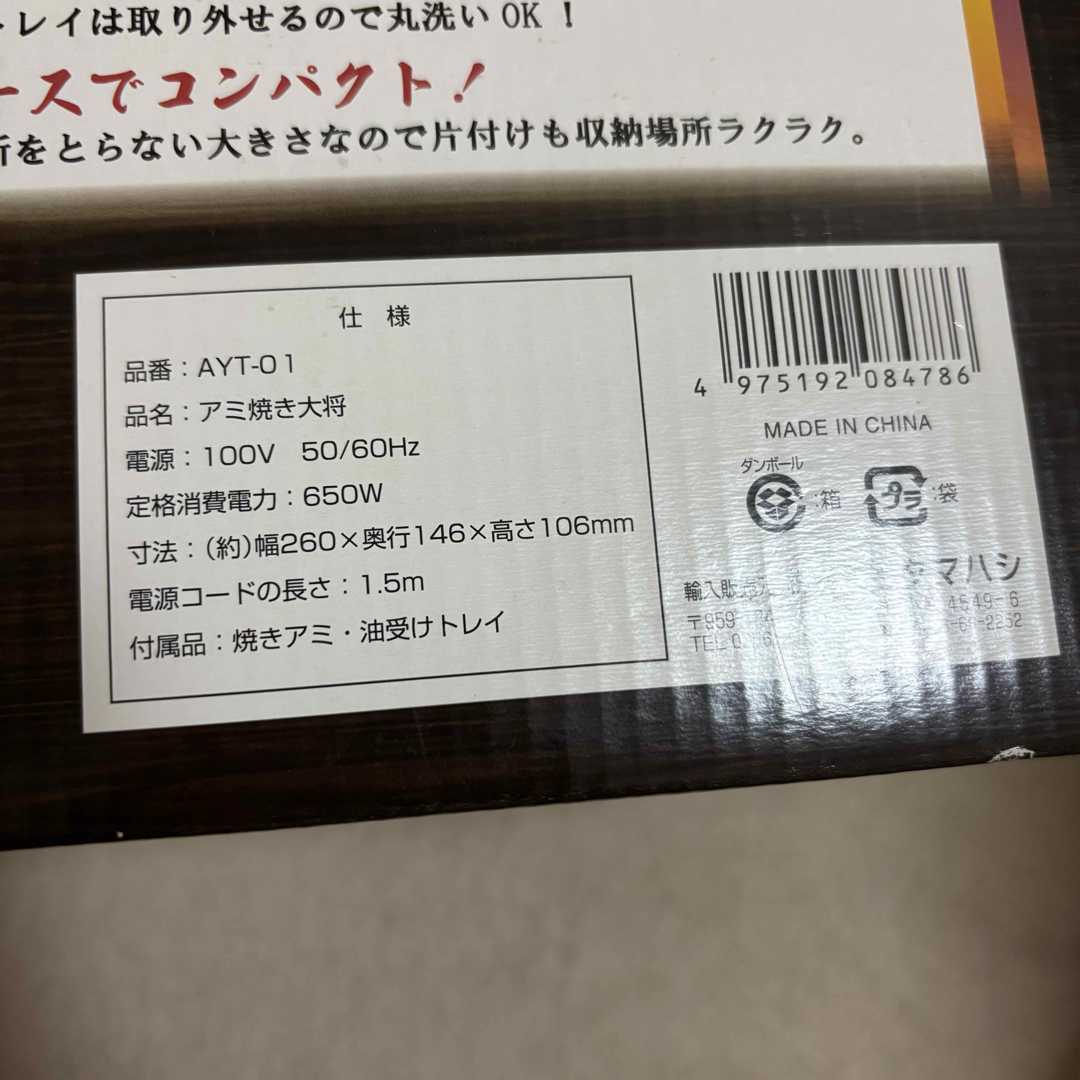 トレイは取り外せるので丸洗いOK！
ースでコンパクト！
所をとらない大きさなので片付けも収納場所ラクラク。
仕　様
品番：AYT-01
品名：アミ焼き大将
電源：100V　50/60Hz
定格消費電力：650W
寸法：（約）幅260×奥行146×高さ106mm
電源コードの長さ：1.5m
付属品：焼きアミ・油受けトレイ
4 975192 084786
MADE IN CHINA
ダンボール
:箱
プラ
:袋
輸入販
マハシ
〒959
4549-6
TEL
2252